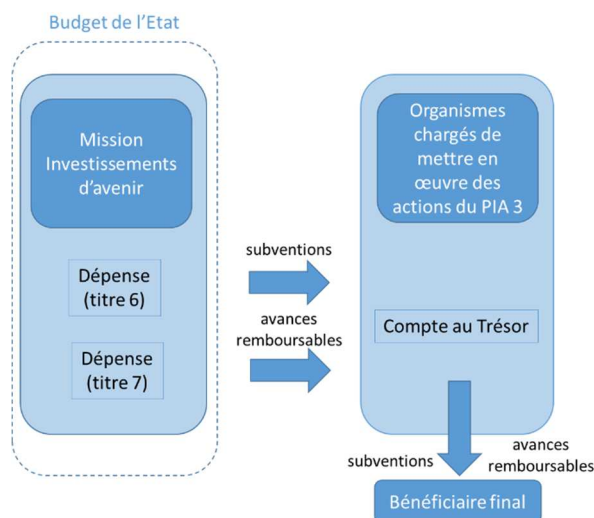 Budget de l'Etat
Mission
Investissements
d'avenir
Dépense
(titre 6)
Dépense
(titre 7)
subventions
avances
remboursables
Organismes
chargés de
mettre en
œuvre des
actions du PIA 3
Compte au Trésor
subventions
avances
remboursables
Bénéficiaire final